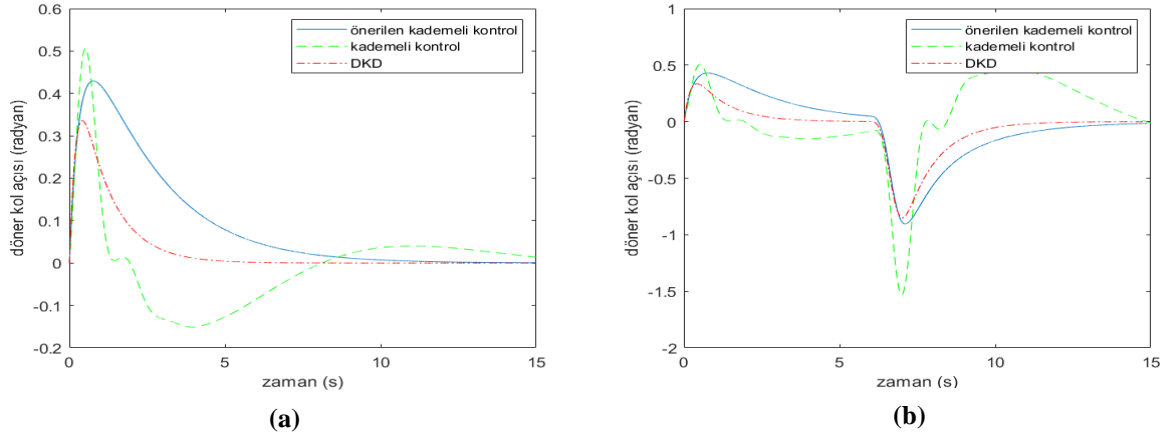 önerilen kademeli kontrol
kademeli kontrol
DKD
0.6
0.5
0.4
0.3
0.2
0.1
0
-0.1
-0.2
döner kol açısı (radyan)
0
5
10
15
zaman (s)
(a)
önerilen kademeli kontrol
kademeli kontrol
DKD
1
0.5
0
-0.5
-1
-1.5
-2
döner kol açısı (radyan)
0
5
10
15
zaman (s)
(b)